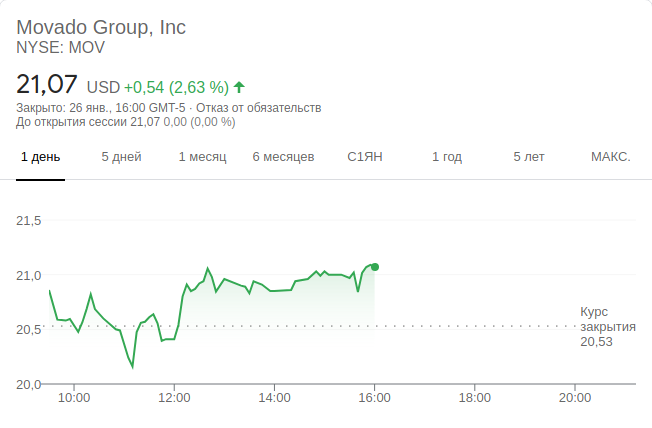 Movado Group, Inc
NYSE: MOV
21,07 USD +0,54 (2,63 %)
Закрыто: 26 янв., 16:00 GMT-5 · Отказ от обязательств
До открытия сессии 21,07 0,00 (0,00 %)
1 день 5 дней 1 месяц 6 месяцев С1ЯН 1 год 5 лет МАКС.
21,5
21,0
20,5
20,0
Курс
закрытия
20,53
10:00 12:00 14:00 16:00 18:00 20:00